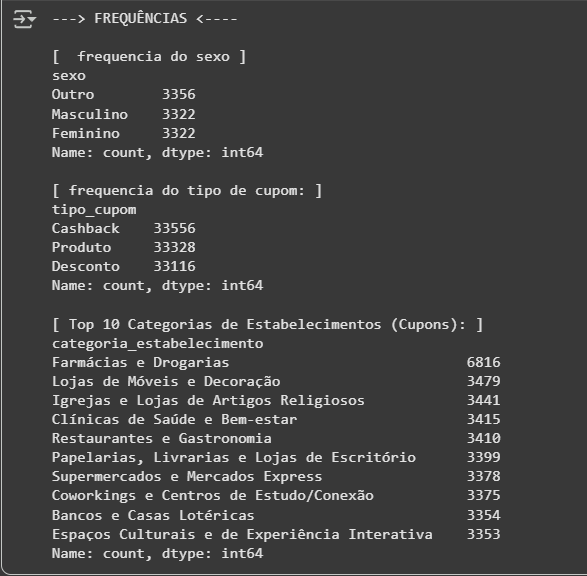 ---> FREQUÊNCIAS <----
[  frequencia do sexo ]
sexo
Outro         3356
Masculino     3322
Feminino      3322
Name: count, dtype: int64
[ frequencia do tipo de cupom: ]
tipo_cupom
Cashback    33556
Produto     33328
Desconto    33116
Name: count, dtype: int64
[ Top 10 Categorias de Estabelecimentos (Cupons): ]
categoria_estabelecimento
Farmácias e Drogarias                            6816
Lojas de Móveis e Decoração                      3479
Igrejas e Lojas de Artigos Religiosos            3441
Clínicas de Saúde e Bem-estar                    3415
Restaurantes e Gastronomia                       3410
Papelarias, Livrarias e Lojas de Escritório      3399
Supermercados e Mercados Express                 3378
Coworkings e Centros de Estudo/Conexão           3375
Bancos e Casas Lotéricas                         3354
Espaços Culturais e de Experiência Interativa    3353
Name: count, dtype: int64